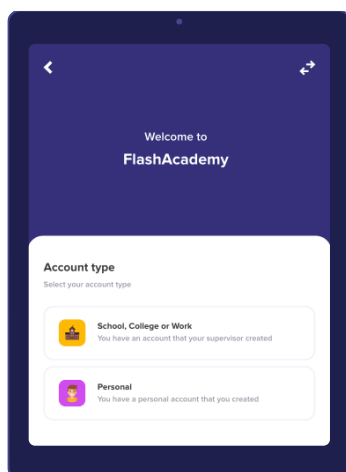 Welcome to
FlashAcademy
Account type
Select your account type
School, College or Work
You have an account that your supervisor created
Personal
You have a personal account that you created